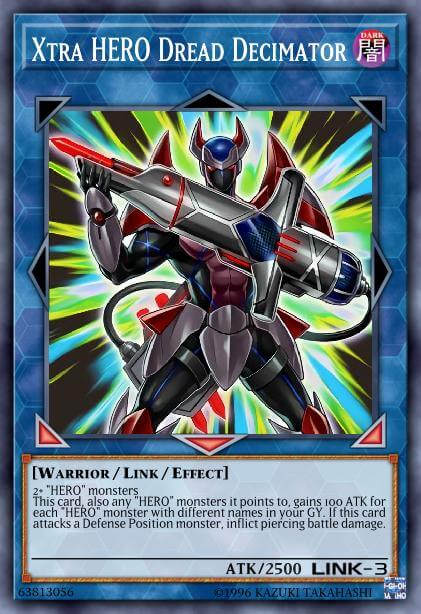 Xtra HERO Dread Decimator
DARK
闇
[Warrior / Link / Effect]
2+ "HERO" monsters
This card, also any "HERO" monsters it points to, gains 100 ATK for
each "HERO" monster with different names in your GY. If this card
attacks a Defense Position monster, inflict piercing battle damage.
ATK/2500 LINK-3
63813056
©1996 KAZUKI TAKAHASHI